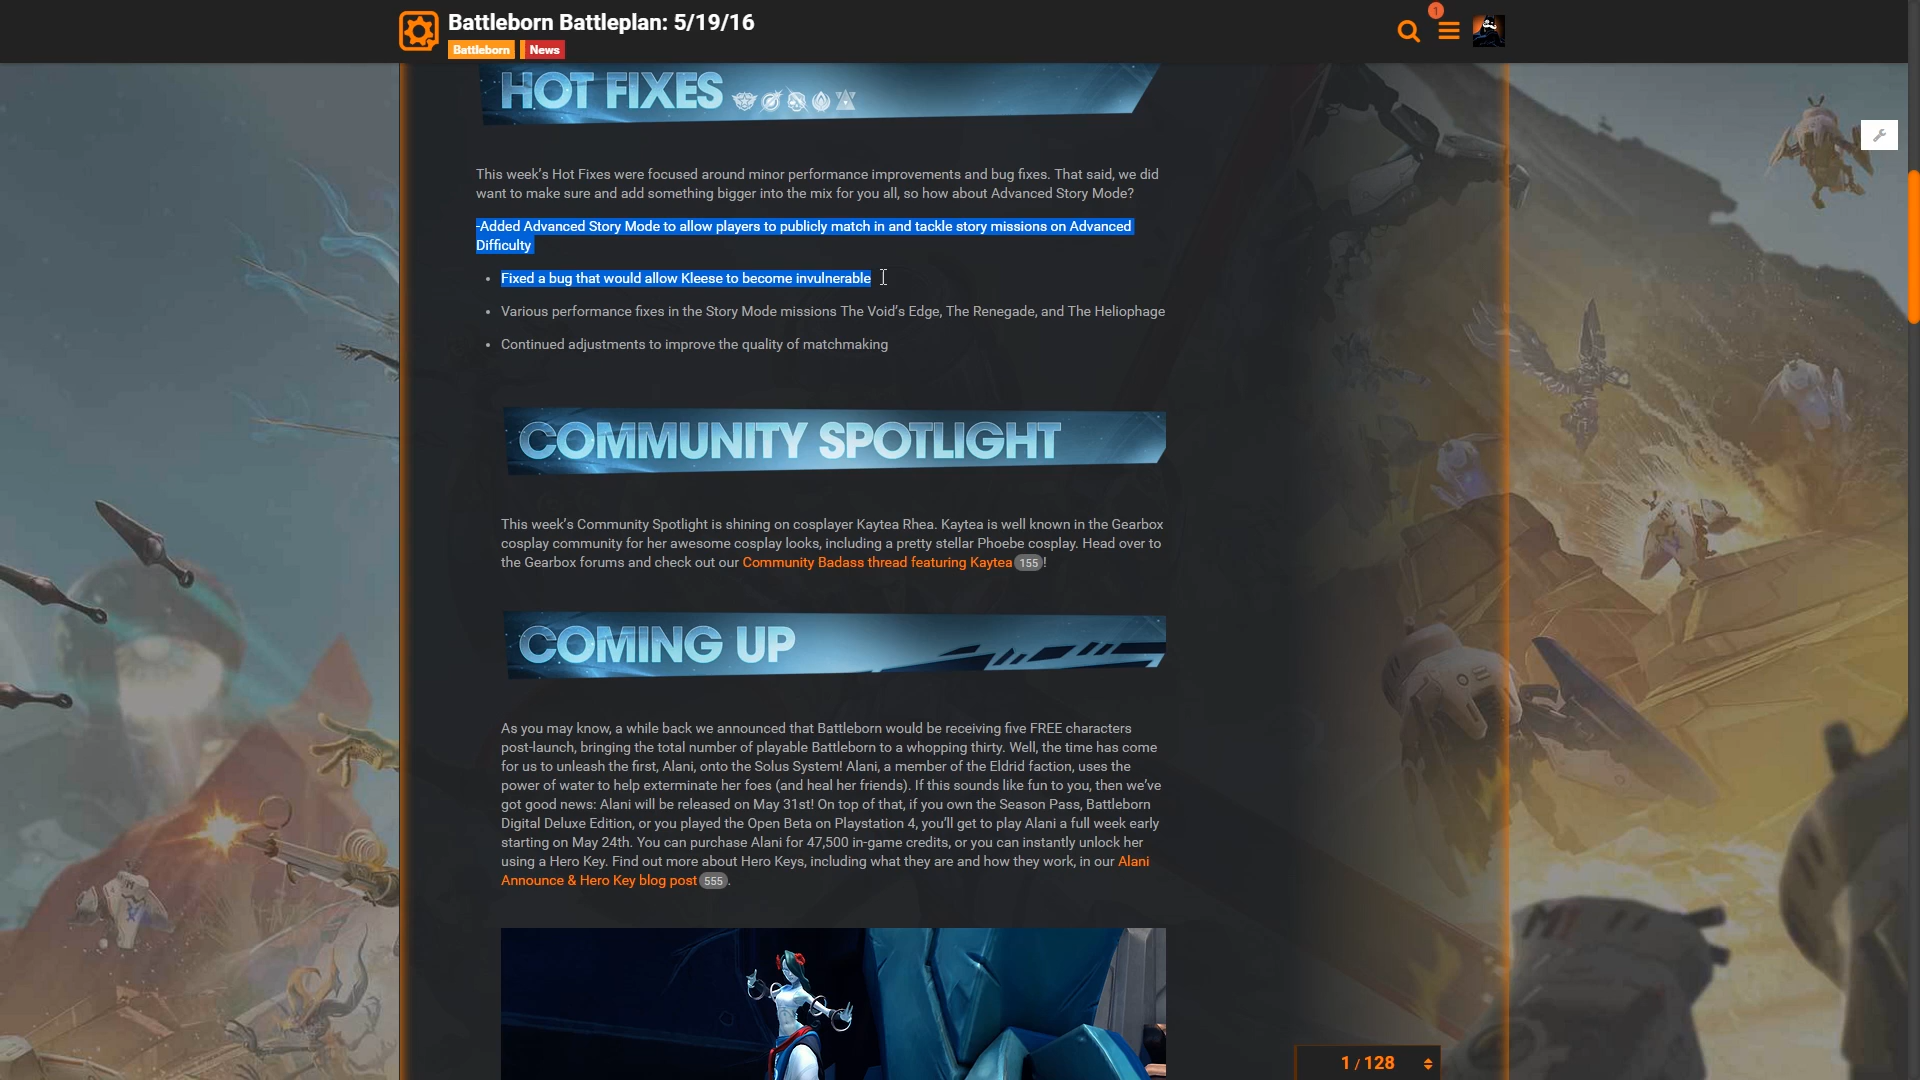 Battleborn Battleplan: 5/19/16
Battleborn
News
1
HOT FIXES
This week’s Hot Fixes were focused around minor performance improvements and bug fixes. That said, we did
want to make sure and add something bigger into the mix for you all, so how about Advanced Story Mode?
-Added Advanced Story Mode to allow players to publicly match in and tackle story missions on Advanced
Difficulty
• Fixed a bug that would allow Kleese to become invulnerable
• Various performance fixes in the Story Mode missions The Void’s Edge, The Renegade, and The Heliophage
• Continued adjustments to improve the quality of matchmaking
COMMUNITY SPOTLIGHT
This week’s Community Spotlight is shining on cosplayer Kaytea Rhea. Kaytea is well known in the Gearbox
cosplay community for her awesome cosplay looks, including a pretty stellar Phoebe cosplay. Head over to
the Gearbox forums and check out our Community Badass thread featuring Kaytea 155 !
COMING UP
As you may know, a while back we announced that Battleborn would be receiving five FREE characters
post-launch, bringing the total number of playable Battleborn to a whopping thirty. Well, the time has come
for us to unleash the first, Alani, onto the Solus System! Alani, a member of the Eldrid faction, uses the
power of water to help exterminate her foes (and heal her friends). If this sounds like fun to you, then we’ve
got good news: Alani will be released on May 31st! On top of that, if you own the Season Pass, Battleborn
Digital Deluxe Edition, or you played the Open Beta on Playstation 4, you’ll get to play Alani a full week early
starting on May 24th. You can purchase Alani for 47,500 in-game credits, or you can instantly unlock her
using a Hero Key. Find out more about Hero Keys, including what they are and how they work, in our Alani
Announce & Hero Key blog post 555 .
1 / 128